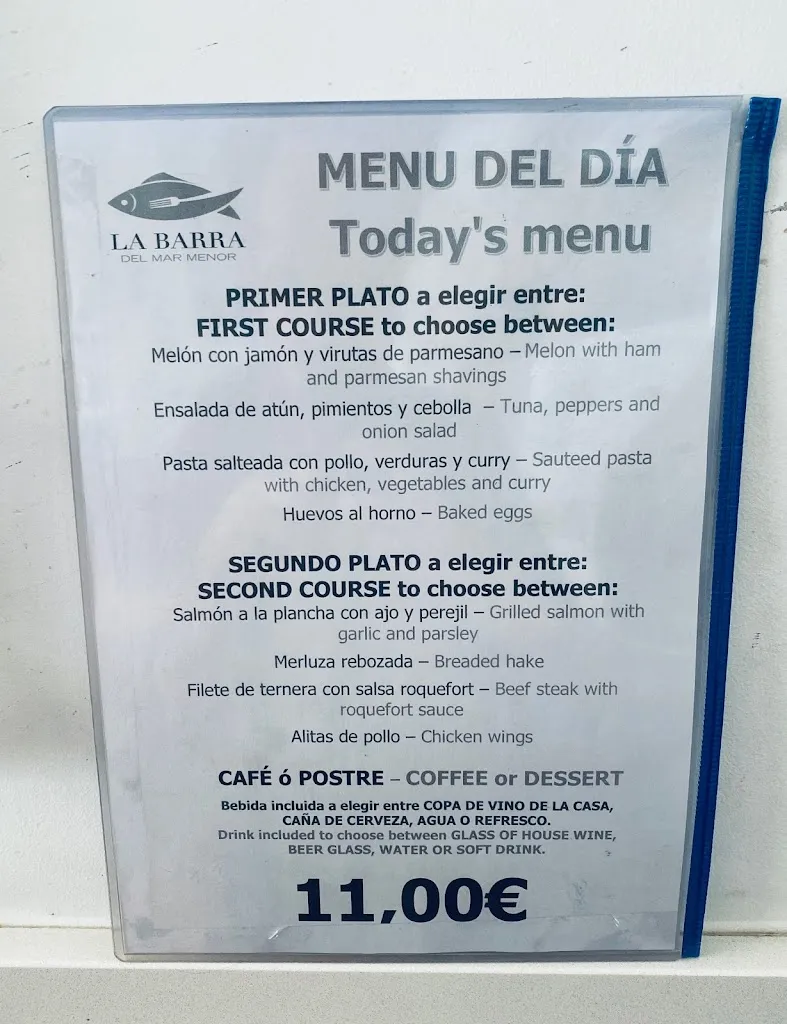 LA BARRA
DEL MAR MENOR
MENU DEL DÍA
Today's menu
PRIMER PLATO a elegir entre:
FIRST COURSE to choose between:
Melón con jamón y virutas de parmesano – Melon with ham
and parmesan shavings
Ensalada de atún, pimientos y cebolla – Tuna, peppers and
onion salad
Pasta salteada con pollo, verduras y curry – Sauteed pasta
with chicken, vegetables and curry
Huevos al horno – Baked eggs
SEGUNDO PLATO a elegir entre:
SECOND COURSE to choose between:
Salmón a la plancha con ajo y perejil – Grilled salmon with
garlic and parsley
Merluza rebozada – Breaded hake
Filete de ternera con salsa roquefort – Beef steak with
roquefort sauce
Alitas de pollo – Chicken wings
CAFÉ ó POSTRE – COFFEE or DESSERT
Bebida incluida a elegir entre COPA DE VINO DE LA CASA,
CAÑA DE CERVEZA, AGUA O REFRESCO.
Drink included to choose between GLASS OF HOUSE WINE,
BEER GLASS, WATER OR SOFT DRINK.
11,00€